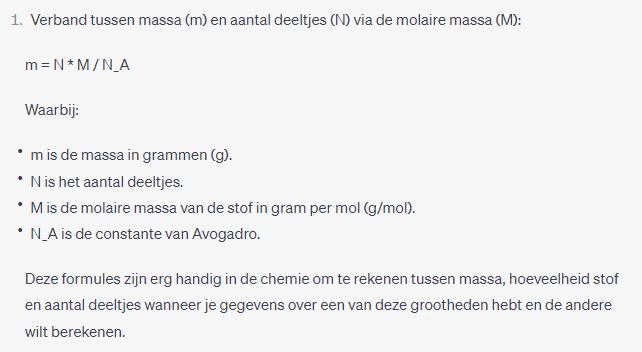 1. Verband tussen massa (m) en aantal deeltjes (N) via de molaire massa (M):
m = N * M / N_A
Waarbij:
• m is de massa in grammen (g).
• N is het aantal deeltjes.
• M is de molaire massa van de stof in gram per mol (g/mol).
• N_A is de constante van Avogadro.
Deze formules zijn erg handig in de chemie om te rekenen tussen massa, hoeveelheid stof
en aantal deeltjes wanneer je gegevens over een van deze grootheden hebt en de andere
wilt berekenen.